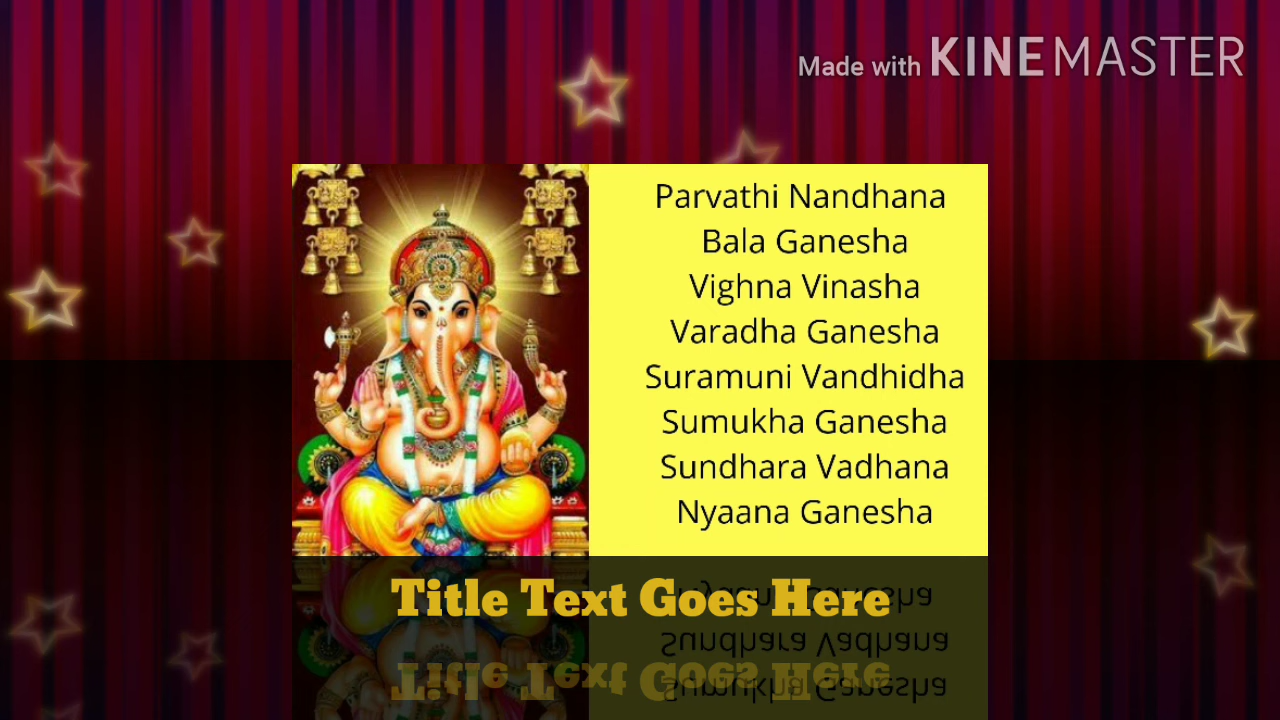 Made with KINEMASTER
Parvathi Nandhana
Bala Ganesha
Vighna Vinasha
Varadha Ganesha
Suramuni Vandhidha
Sumukha Ganesha
Sundhara Vadhana
Nyaana Ganesha
Title Text Goes Here